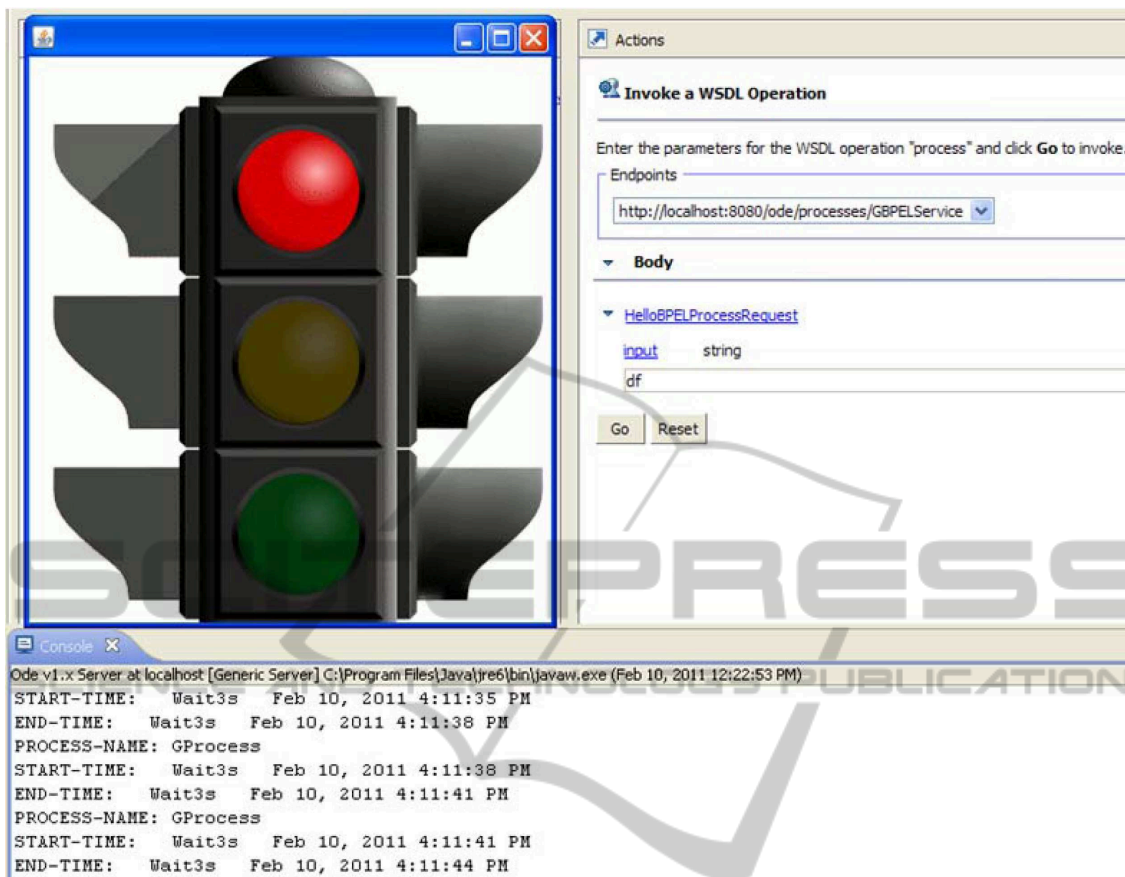 Actions
Invoke a WSDL Operation
Enter the parameters for the WSDL operation "process" and click Go to invoke.
Endpoints
http://localhost:8080/ode/processes/GBPELService
Body
HelloBPELProcessRequest
input string
df
Go Reset
SCITEPRESS
SCIENCE AND TECHNOLOGY PUBLICATIONS
Console
Ode v1.x Server at localhost [Generic Server] C:\Program Files\Java\jre6\bin\javaw.exe (Feb 10, 2011 12:22:53 PM)
START-TIME: Wait3s Feb 10, 2011 4:11:35 PM
END-TIME: Wait3s Feb 10, 2011 4:11:38 PM
PROCESS-NAME: GProcess
START-TIME: Wait3s Feb 10, 2011 4:11:38 PM
END-TIME: Wait3s Feb 10, 2011 4:11:41 PM
PROCESS-NAME: GProcess
START-TIME: Wait3s Feb 10, 2011 4:11:41 PM
END-TIME: Wait3s Feb 10, 2011 4:11:44 PM